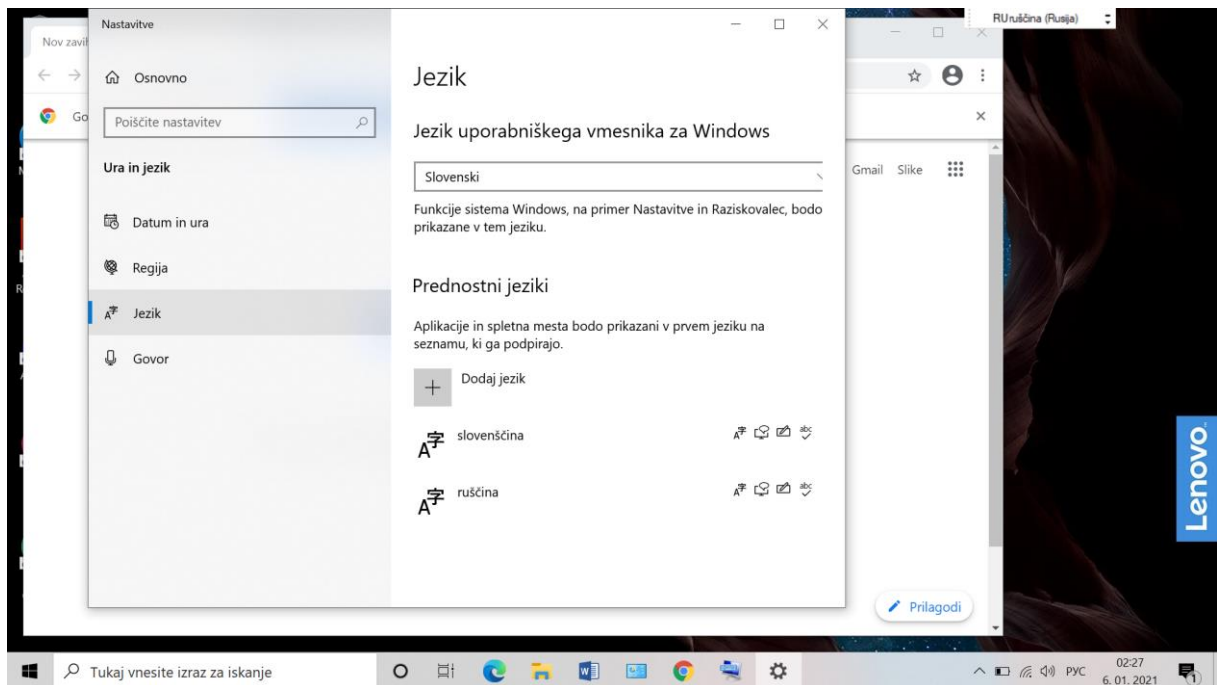 Nastavitve
RU ruščina (Rusija)
Nov zavih
Osnovno
Jezik
Go
Poiščite nastavitev
Jezik uporabniškega vmesnika za Windows
Ura in jezik
Slovenski
Gmail Slike
Funkcije sistema Windows, na primer Nastavitve in Raziskovalec, bodo
prikazane v tem jeziku.
Datum in ura
Regija
Prednostni jeziki
Jezik
Aplikacije in spletna mesta bodo prikazani v prvem jeziku na
seznamu, ki ga podpirajo.
Govor
Dodaj jezik
slovenščina
ruščina
Lenovo
Prilagodi
Tukaj vnesite izraz za iskanje
РУС
02:27
6. 01. 2021